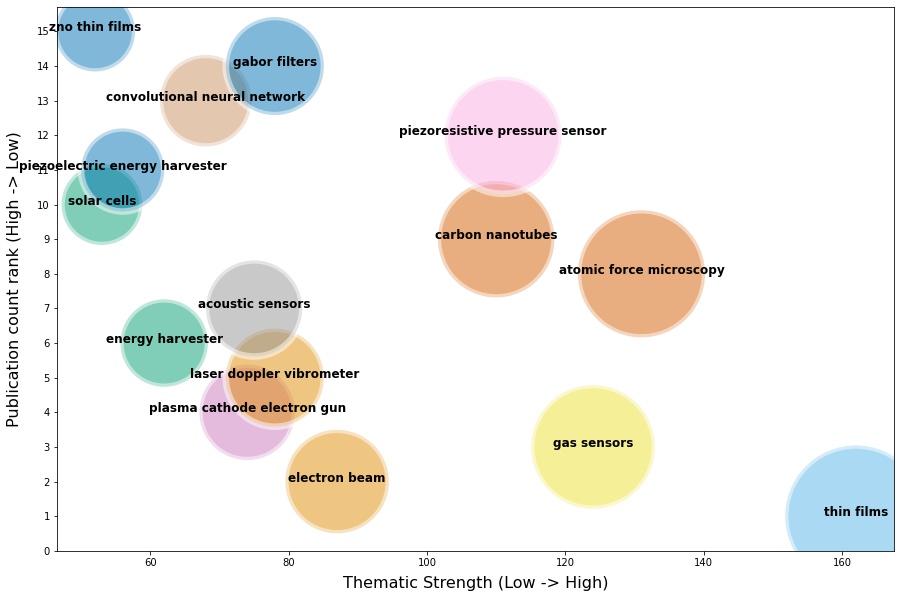 zno thin films
gabor filters
convolutional neural network
piezoresistive pressure sensor
piezoelectric energy harvester
solar cells
carbon nanotubes
atomic force microscopy
acoustic sensors
energy harvester
laser doppler vibrometer
plasma cathode electron gun
gas sensors
electron beam
thin films
15
14
13
12
11
10
9
8
7
6
5
4
3
2
1
0
Publication count rank (High -> Low)
60 80 100 120 140 160
Thematic Strength (Low -> High)